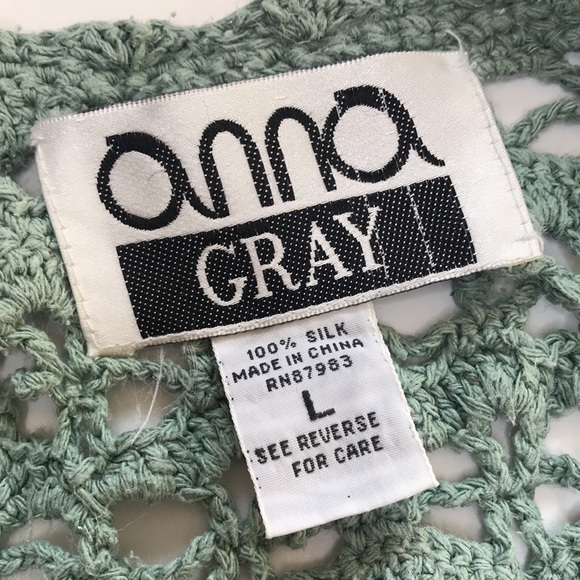 anna
GRAY
100% SILK
MADE IN CHINA
RN87983
L
SEE REVERSE
FOR CARE